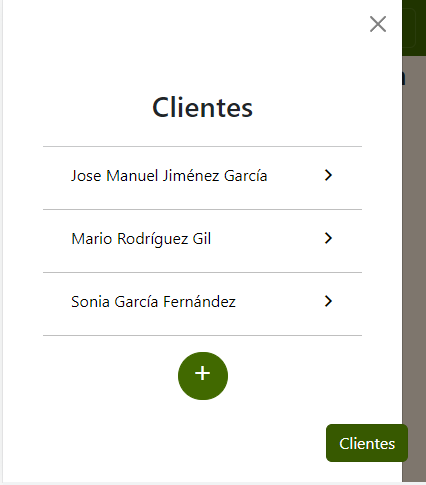 Clientes
Jose Manuel Jiménez García
Mario Rodríguez Gil
Sonia García Fernández
+
Clientes